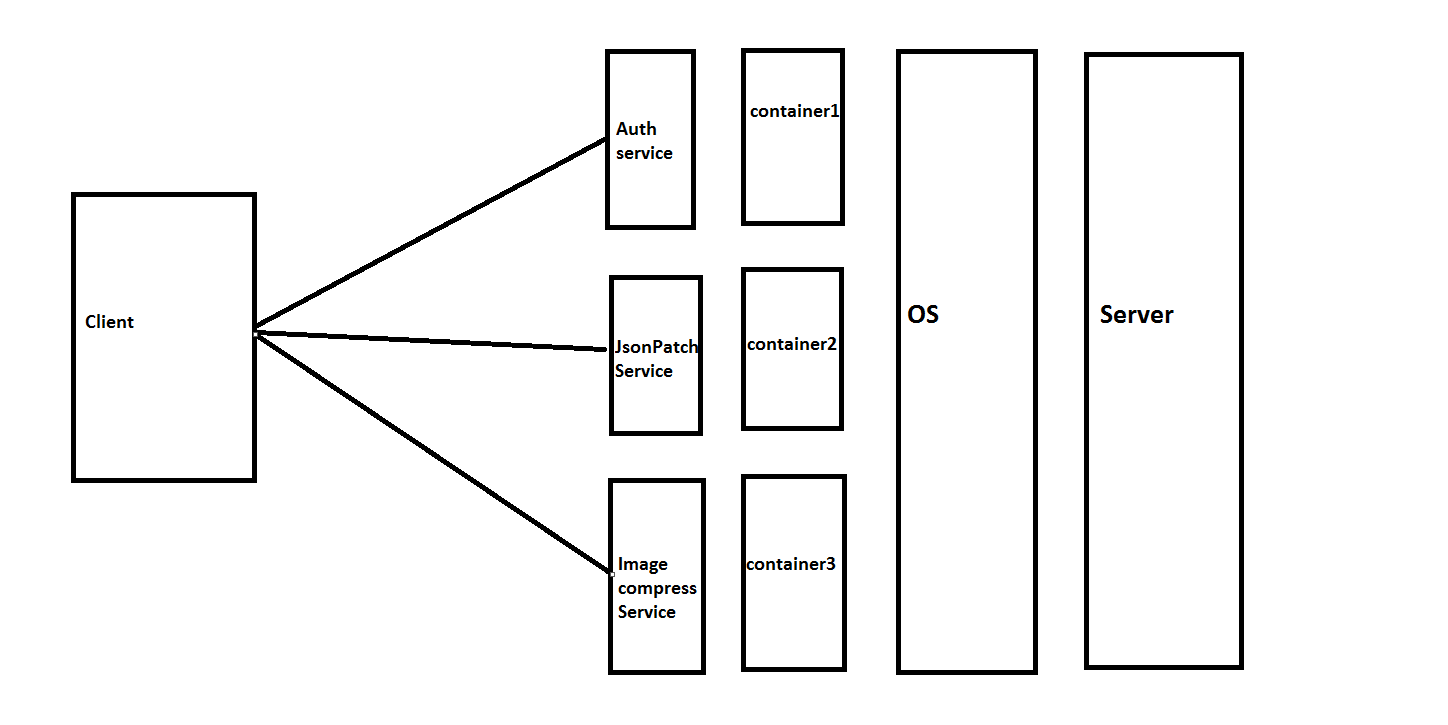 Client
Auth
service
container1
JsonPatch
Service
container2
Image
compress
Service
container3
OS
Server